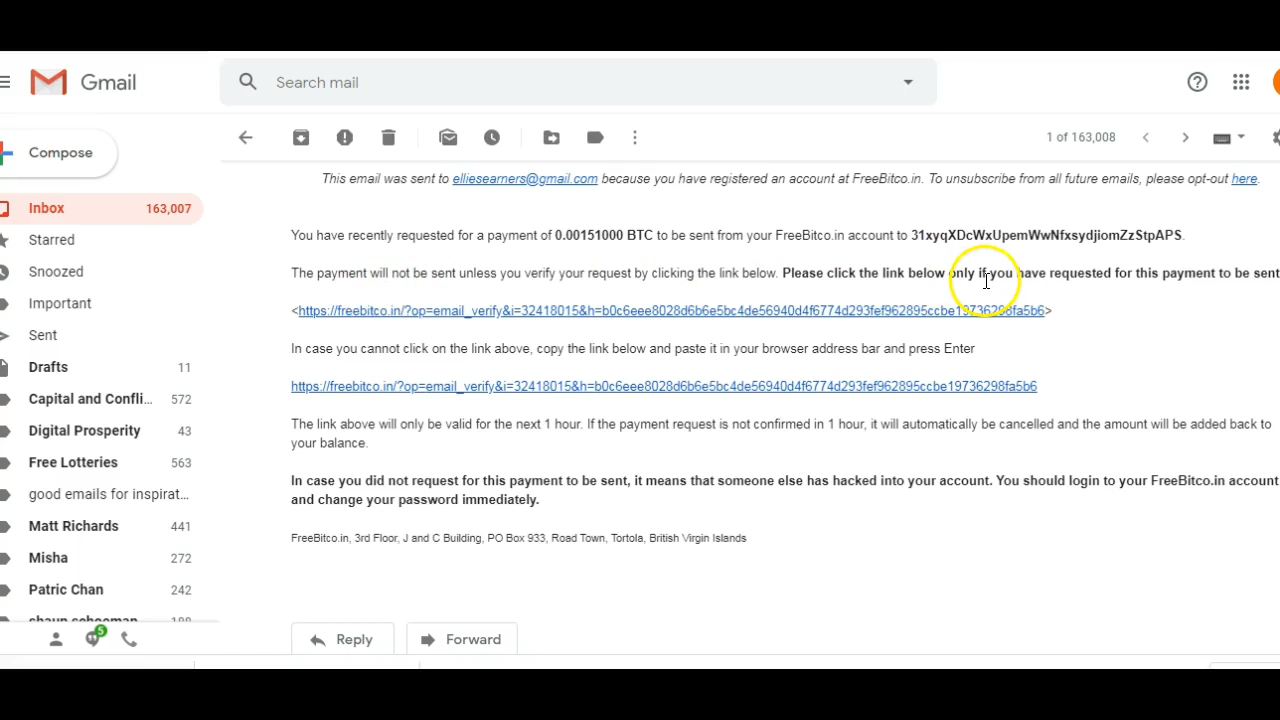 Gmail
Search mail
Compose
1 of 163,008
Inbox 163,007
Starred
Snoozed
Important
Sent
Drafts 11
Capital and Confli... 572
Digital Prosperity 43
Free Lotteries 563
good emails for inspirat...
Matt Richards 441
Misha 272
Patric Chan 242
5
This email was sent to elliesearners@gmail.com because you have registered an account at FreeBitco.in. To unsubscribe from all future emails, please opt-out here.
You have recently requested for a payment of 0.00151000 BTC to be sent from your FreeBitco.in account to 31xyqXDcWxUpemWwNfxsydjiomZzStpAPS.
The payment will not be sent unless you verify your request by clicking the link below. Please click the link below only if you have requested for this payment to be sent
<https://freebitco.in/?op=email_verify&i=32418015&h=b0c6eee8028d6b6e5bc4de56940d4f6774d293fef962895ccbe19736298fa5b6>
In case you cannot click on the link above, copy the link below and paste it in your browser address bar and press Enter
https://freebitco.in/?op=email_verify&i=32418015&h=b0c6eee8028d6b6e5bc4de56940d4f6774d293fef962895ccbe19736298fa5b6
The link above will only be valid for the next 1 hour. If the payment request is not confirmed in 1 hour, it will automatically be cancelled and the amount will be added back to
your balance.
In case you did not request for this payment to be sent, it means that someone else has hacked into your account. You should login to your FreeBitco.in account
and change your password immediately.
FreeBitco.in, 3rd Floor, J and C Building, PO Box 933, Road Town, Tortola, British Virgin Islands
Reply
Forward